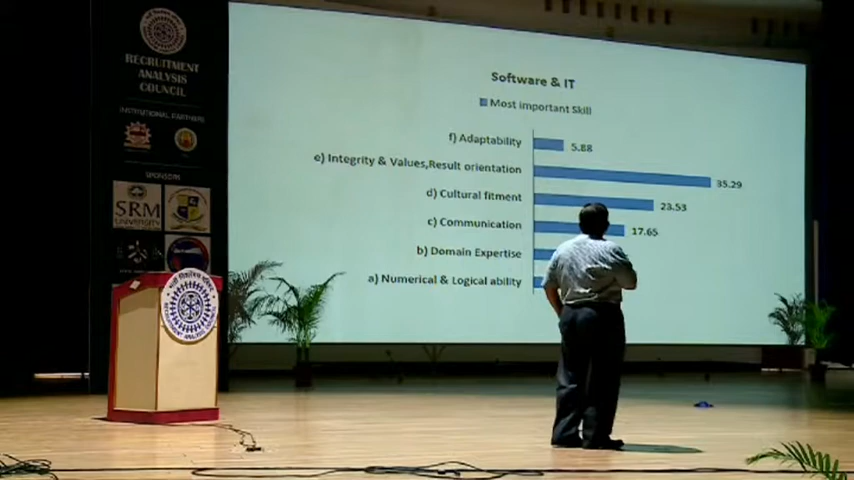 RECRUITMENT
ANALYSIS
COUNCIL
INSTITUTIONAL PARTNERS
SPONSORS
SRM
UNIVERSITY
Software & IT
Most important Skill
f) Adaptability 5.88
e) Integrity & Values,Result orientation 35.29
d) Cultural fitment 23.53
c) Communication 17.65
b) Domain Expertise
a) Numerical & Logical ability